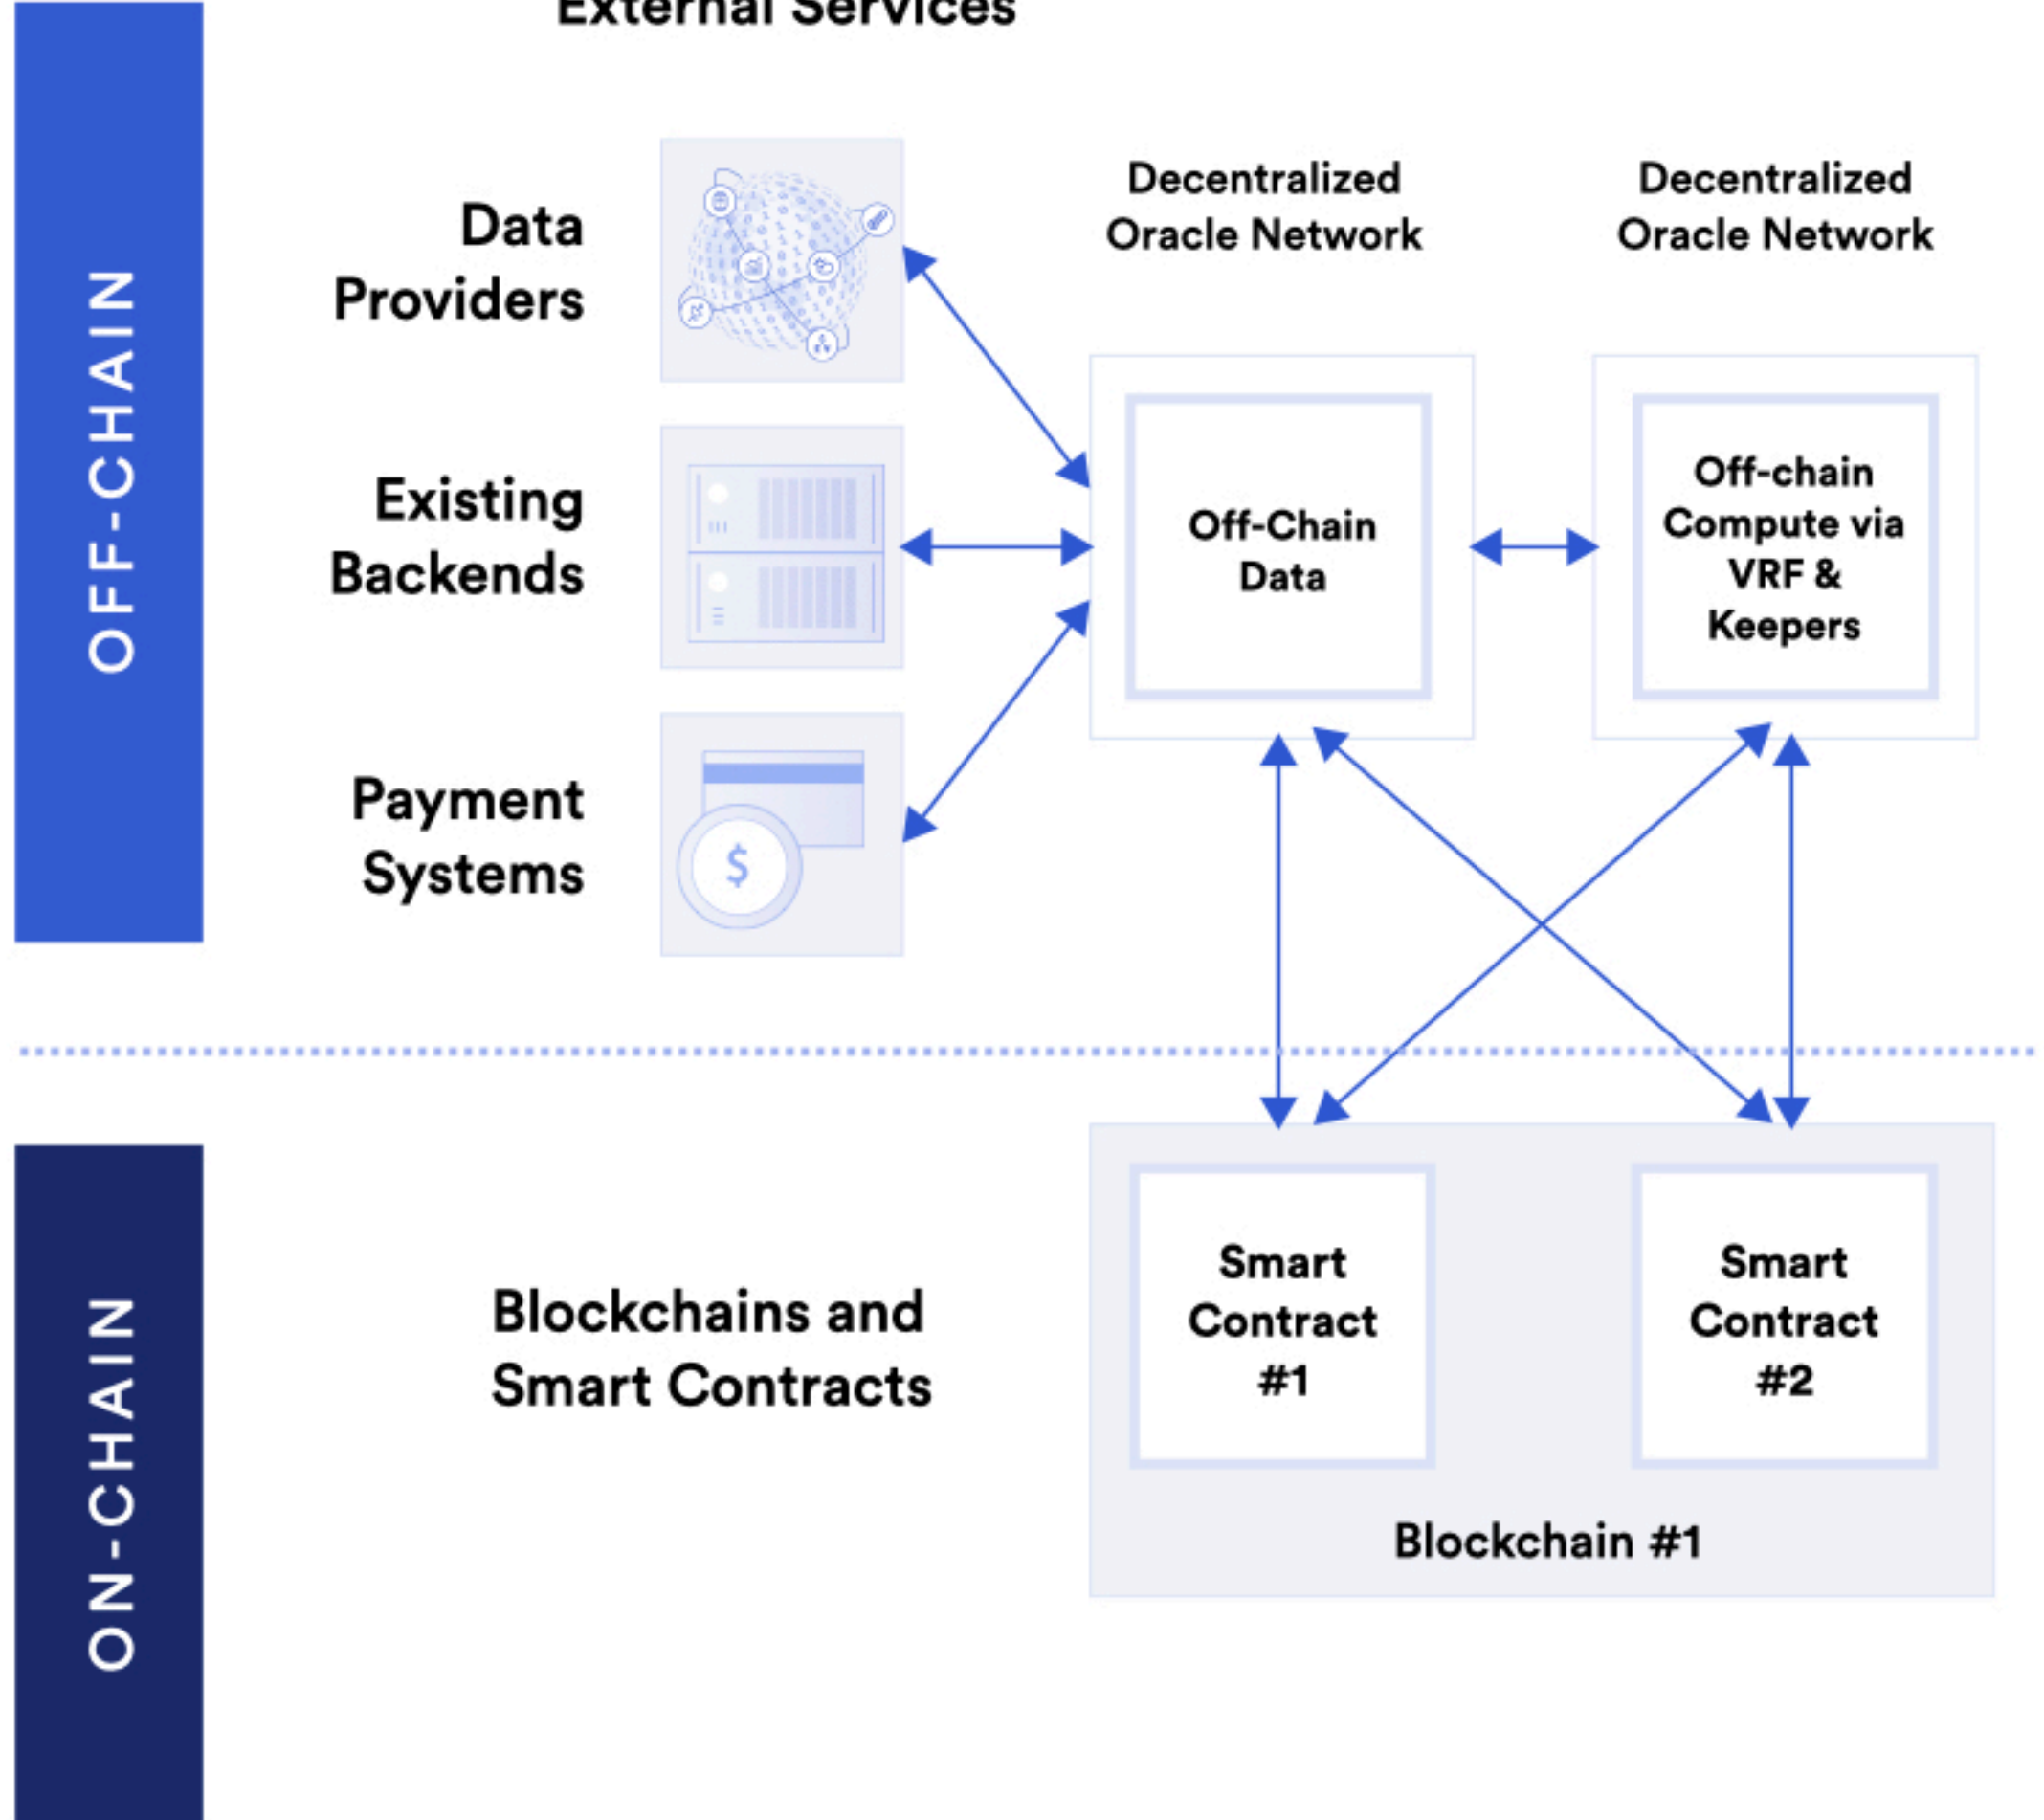 External Services
OFF-CHAIN
Data
Providers
Existing
Backends
Payment
Systems
$
Decentralized
Oracle Network
Off-Chain
Data
Decentralized
Oracle Network
Off-chain
Compute via
VRF &
Keepers
ON-CHAIN
Blockchains and
Smart Contracts
Smart
Contract
#1
Smart
Contract
#2
Blockchain #1